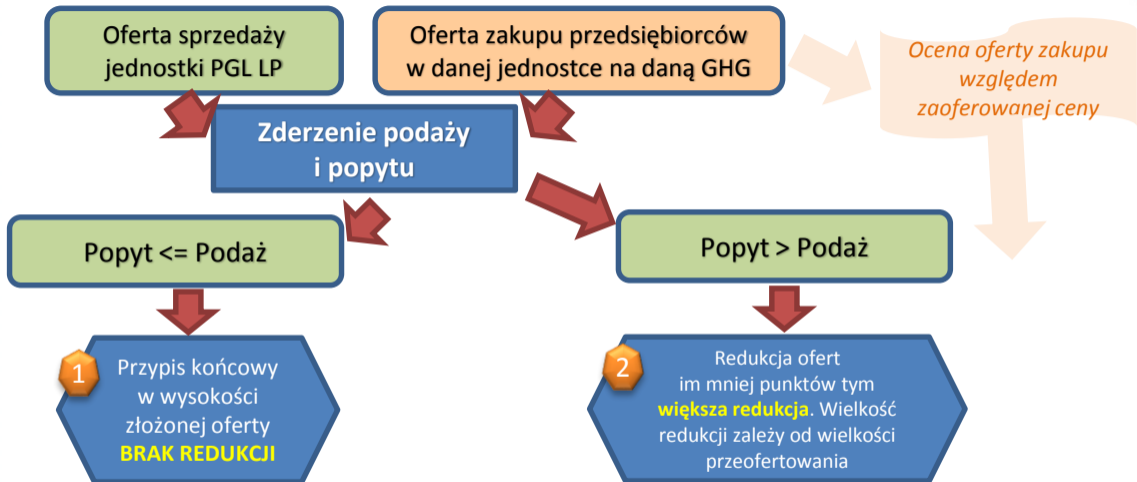 Oferta sprzedaży
jednostki PGL LP
Oferta zakupu przedsiębiorców
w danej jednostce na daną GHG
Ocena oferty zakupu
względem
zaoferowanej ceny
Zderzenie podaży
i popytu
Popyt <= Podaż
Popyt > Podaż
1
Przypis końcowy
w wysokości
złożonej oferty
BRAK REDUKCJI
2
Redukcja ofert
im mniej punktów tym
większa redukcja. Wielkość
redukcji zależy od wielkości
przeofertowania